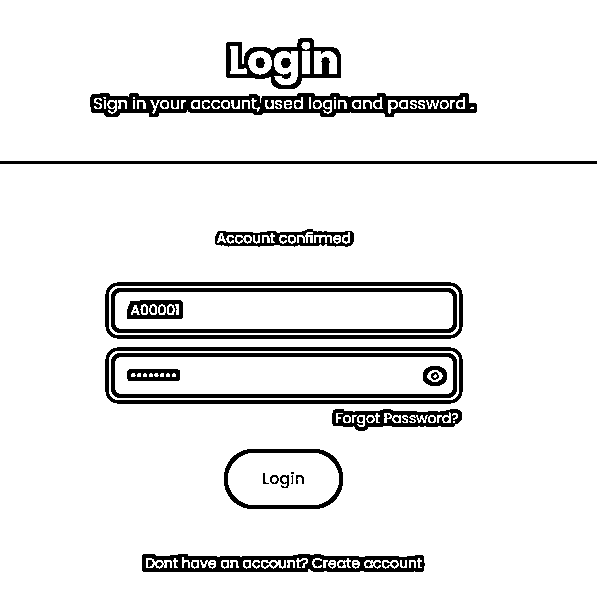 Login
Sign in your account, used login and password .
Account confirmed
A00001
••••••••
Forgot Password?
Login
Dont have an account? Create account